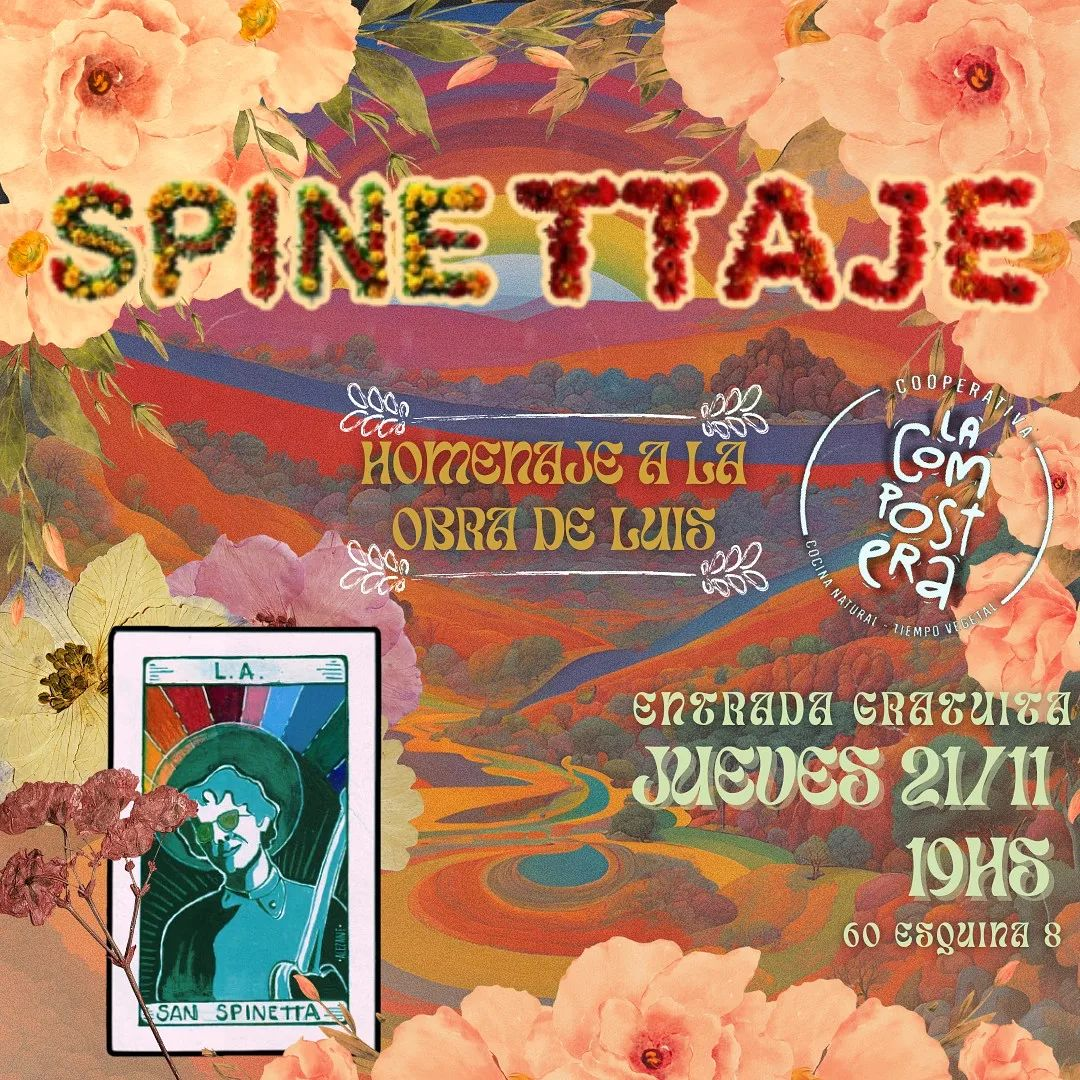 SPINETTAJE
HOMENAJE A LA
OBRA DE LUIS
COOPERATIVA
LA
COM
POST
ERA
COCINA NATURAL - TIEMPO VEGETAL
L.A.
SAN SPINETTA
ENTRADA GRATUITA
JUEVES 21/11
19HS
60 ESQUINA 8